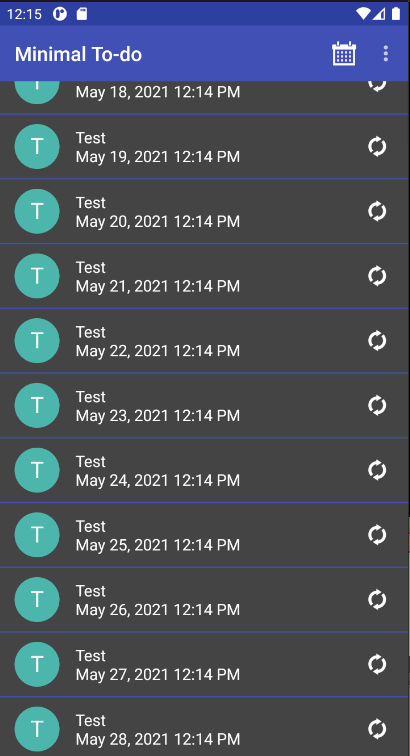 12:15
Minimal To-do
May 18, 2021 12:14 PM
T
Test
May 19, 2021 12:14 PM
T
Test
May 20, 2021 12:14 PM
T
Test
May 21, 2021 12:14 PM
T
Test
May 22, 2021 12:14 PM
T
Test
May 23, 2021 12:14 PM
T
Test
May 24, 2021 12:14 PM
T
Test
May 25, 2021 12:14 PM
T
Test
May 26, 2021 12:14 PM
T
Test
May 27, 2021 12:14 PM
T
Test
May 28, 2021 12:14 PM